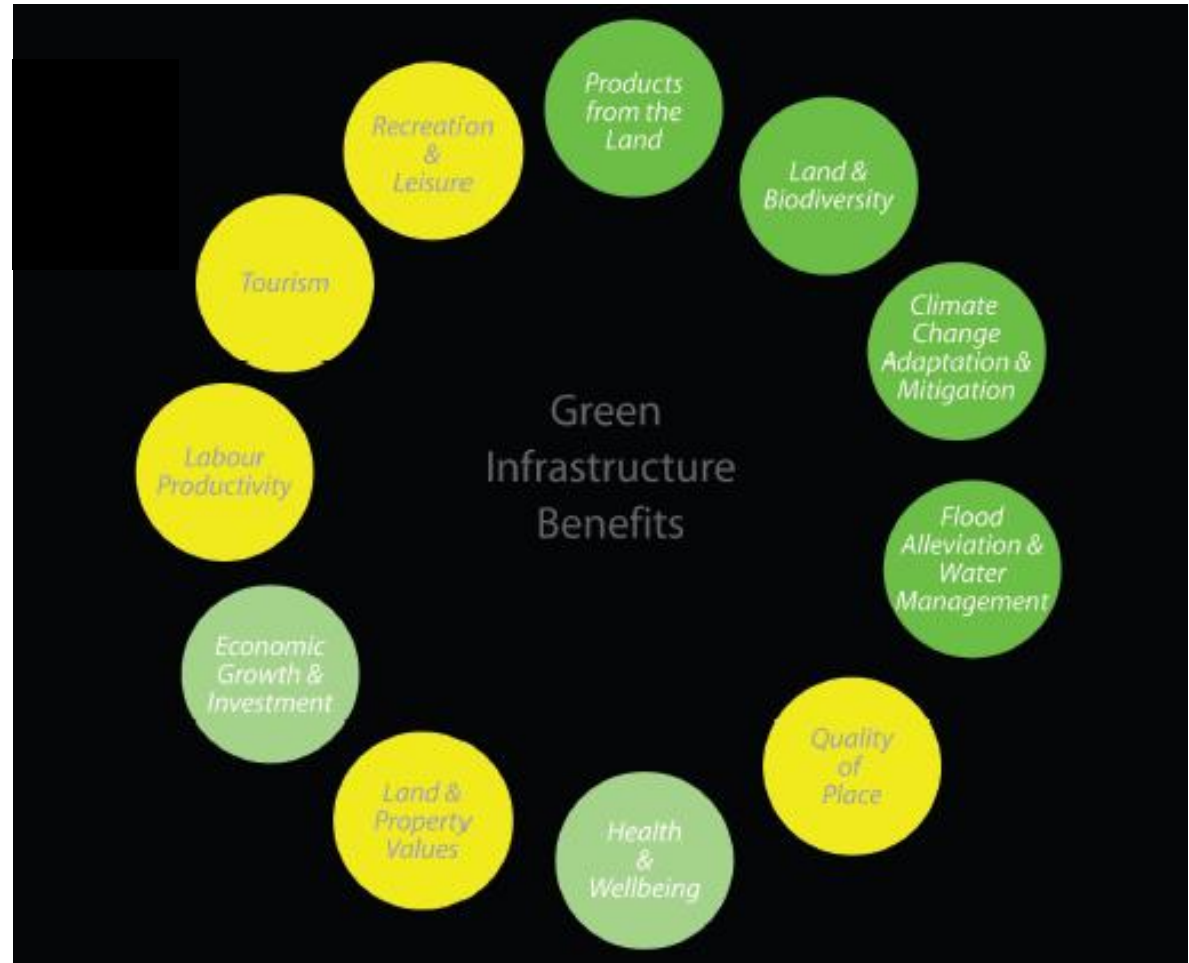 Products
from the
Land
Land &
Biodiversity
Climate
Change
Adaptation &
Mitigation
Flood
Alleviation &
Water
Management
Quality
of
Place
Health
&
Wellbeing
Land &
Property
Values
Economic
Growth &
Investment
Labour
Productivity
Tourism
Recreation
&
Leisure
Green
Infrastructure
Benefits